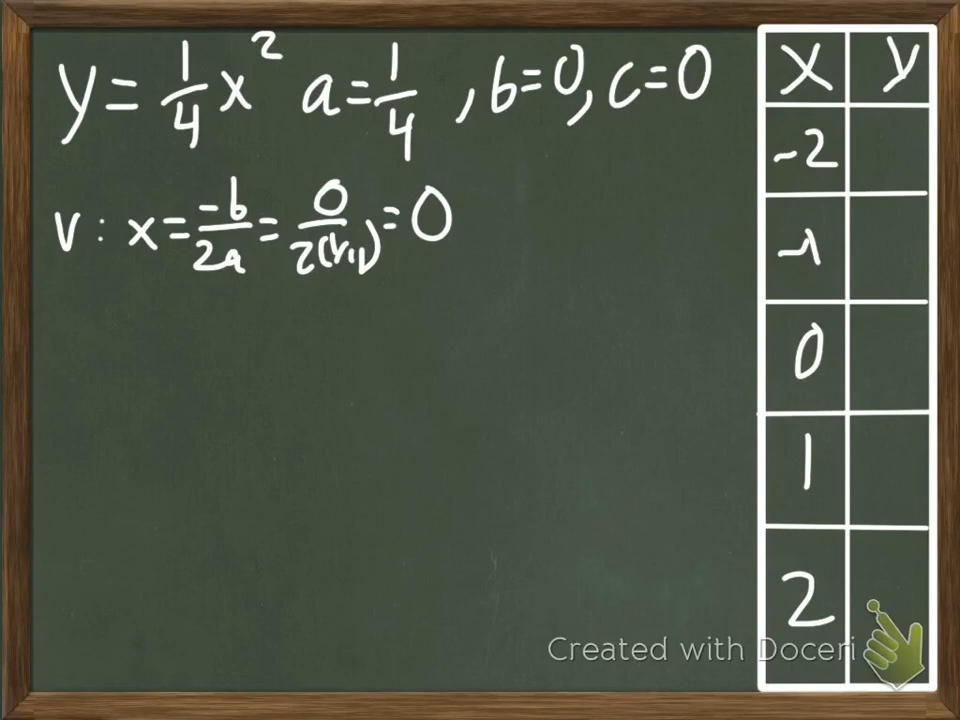 y = 1/4 x² a = 1/4 , b = 0, c = 0
v : x = -b/2a = 0/2(1/4) = 0
x y
-2
-1
0
1
2
Created with Doceri